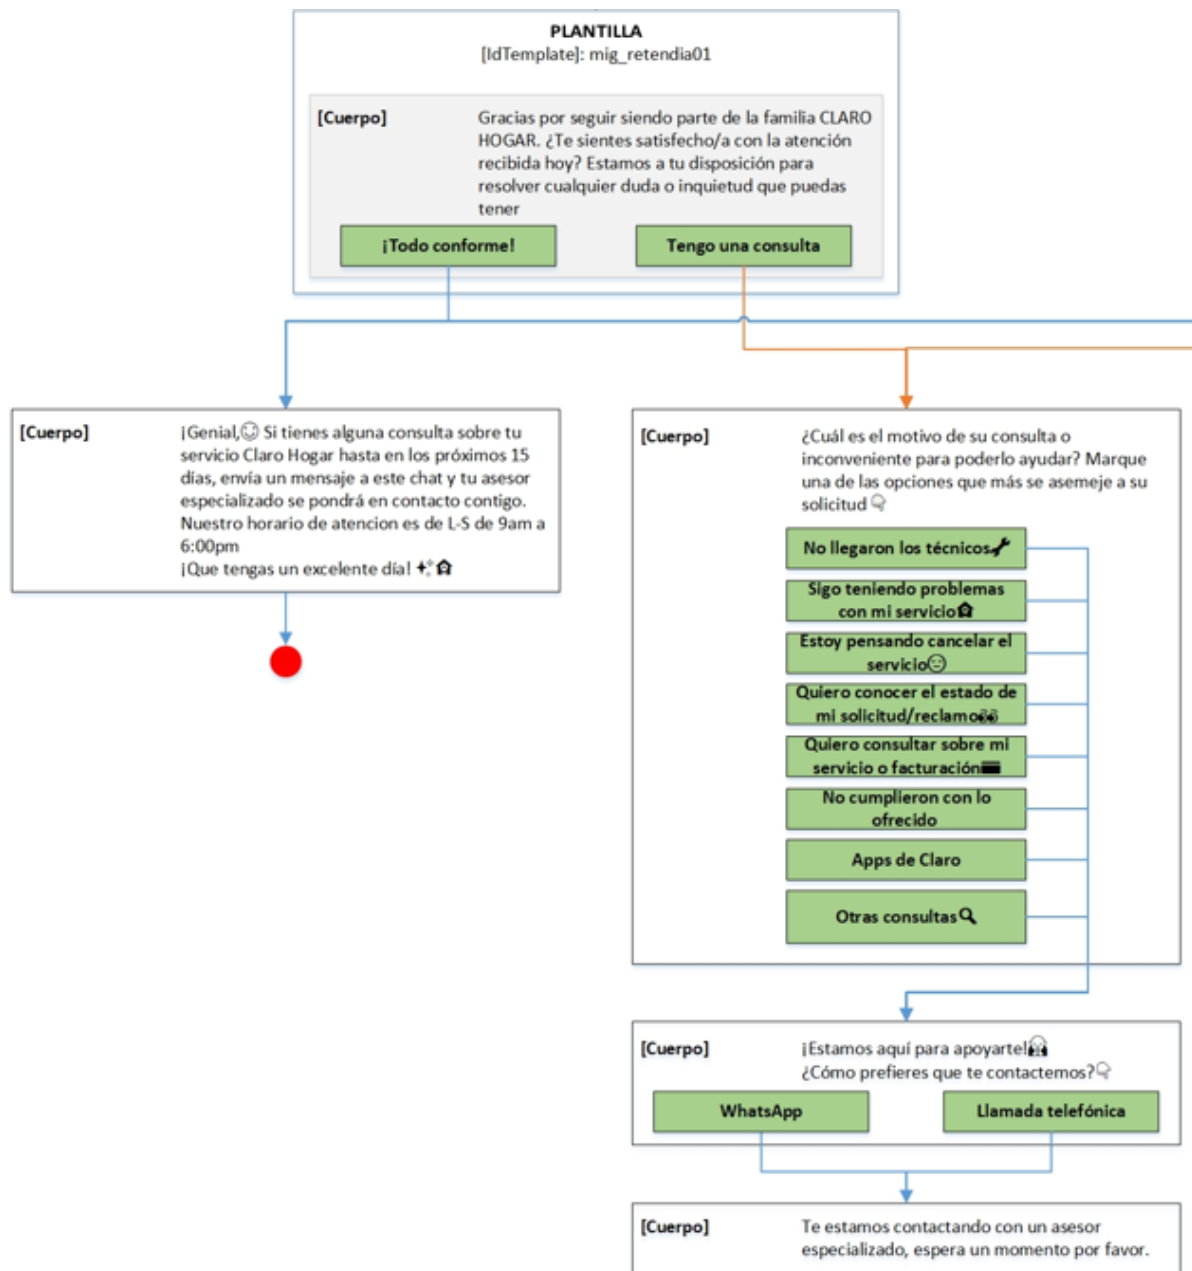 PLANTILLA
[IdTemplate]: mig_retendia01
[Cuerpo]
Gracias por seguir siendo parte de la familia CLARO
HOGAR. ¿Te sientes satisfecho/a con la atención
recibida hoy? Estamos a tu disposición para
resolver cualquier duda o inquietud que puedas
tener
¡Todo conforme!
Tengo una consulta
[Cuerpo]
¡Genial,☺ Si tienes alguna consulta sobre tu
servicio Claro Hogar hasta en los próximos 15
días, envía un mensaje a este chat y tu asesor
especializado se pondrá en contacto contigo.
Nuestro horario de atencion es de L-S de 9am a
6:00pm
¡Que tengas un excelente día! ✨🏠
[Cuerpo]
¿Cuál es el motivo de su consulta o
inconveniente para poderlo ayudar? Marque
una de las opciones que más se asemeje a su
solicitud 👇
No llegaron los técnicos🔧
Sigo teniendo problemas
con mi servicio🏠
Estoy pensando cancelar el
servicio😔
Quiero conocer el estado de
mi solicitud/reclamo👀
Quiero consultar sobre mi
servicio o facturación💳
No cumplieron con lo
ofrecido
Apps de Claro
Otras consultas🔍
[Cuerpo]
¡Estamos aquí para apoyarte!🙌
¿Cómo prefieres que te contactemos?👇
WhatsApp
Llamada telefónica
[Cuerpo]
Te estamos contactando con un asesor
especializado, espera un momento por favor.